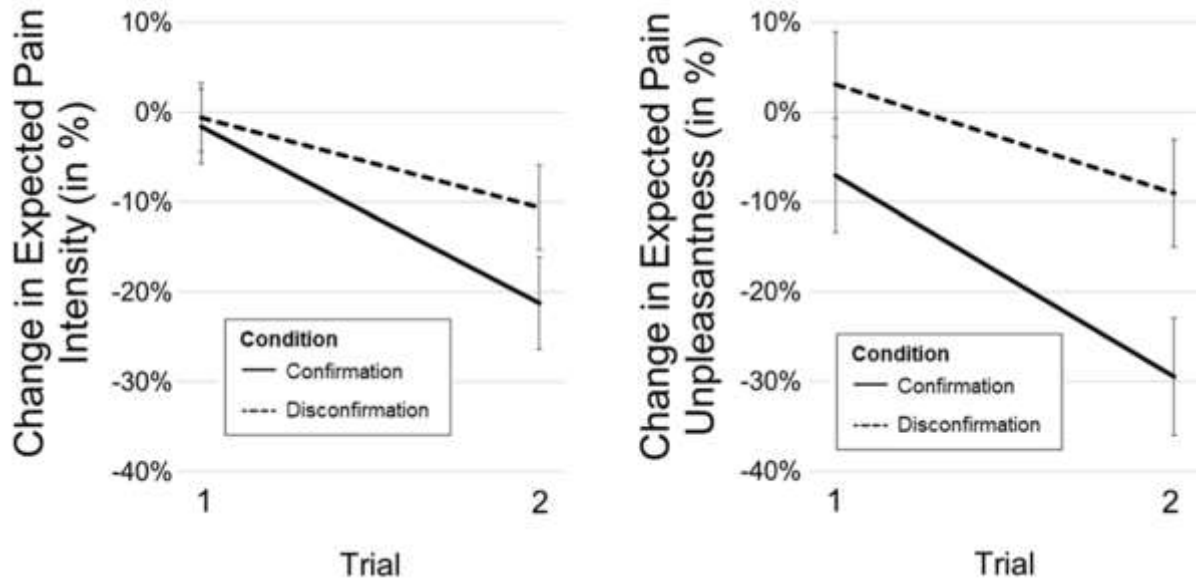 Change in Expected Pain
Intensity (in %)
10%
0%
-10%
-20%
-30%
-40%
Condition
Confirmation
Disconfirmation
1
2
Trial
Change in Expected Pain
Unpleasantness (in %)
10%
0%
-10%
-20%
-30%
-40%
Condition
Confirmation
Disconfirmation
1
2
Trial